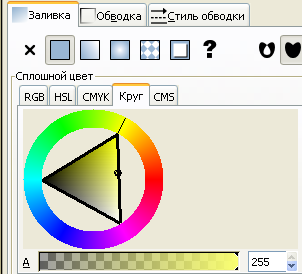 Заливка Обводка Стиль обводки
?
Сплошной цвет
RGB HSL CMYK Круг CMS
A 255